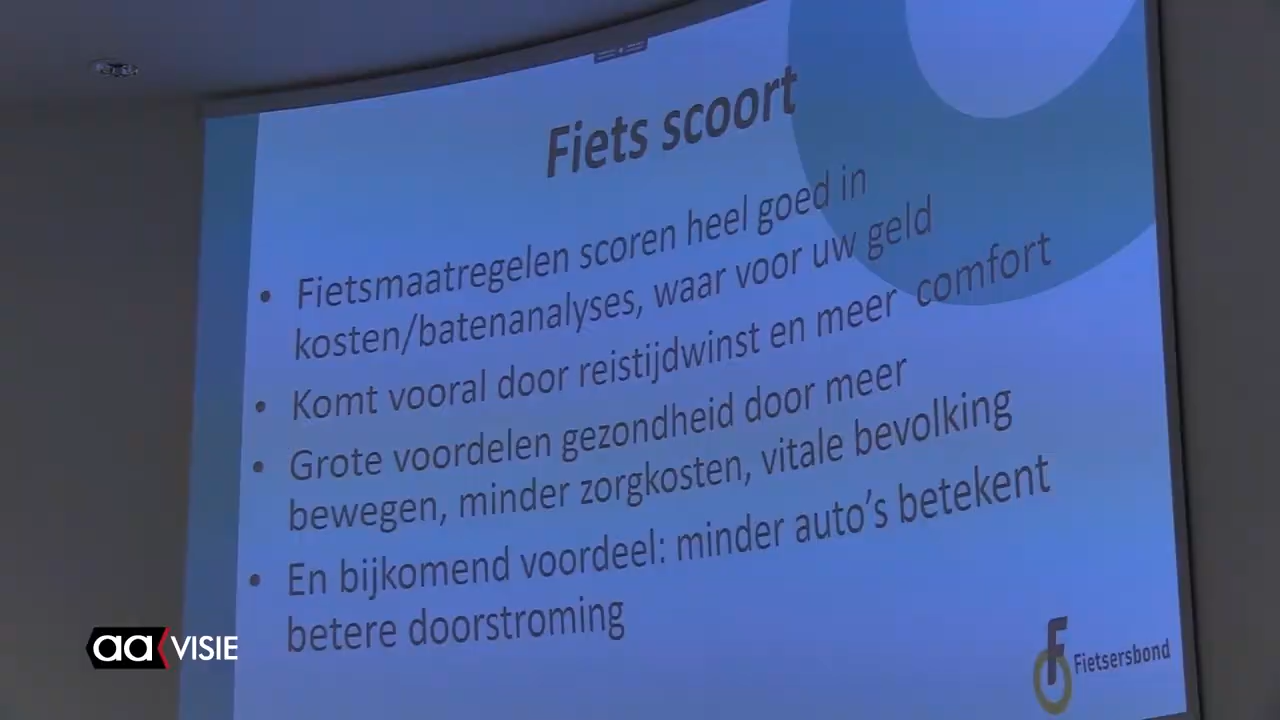 Fiets scoort
• Fietsmaatregelen scoren heel goed in
kosten/batenanalyses, waar voor uw geld
• Komt vooral door reistijdwinst en meer comfort
• Grote voordelen gezondheid door meer
bewegen, minder zorgkosten, vitale bevolking
• En bijkomend voordeel: minder auto's betekent
betere doorstroming
aa VISIE
Fietsersbond